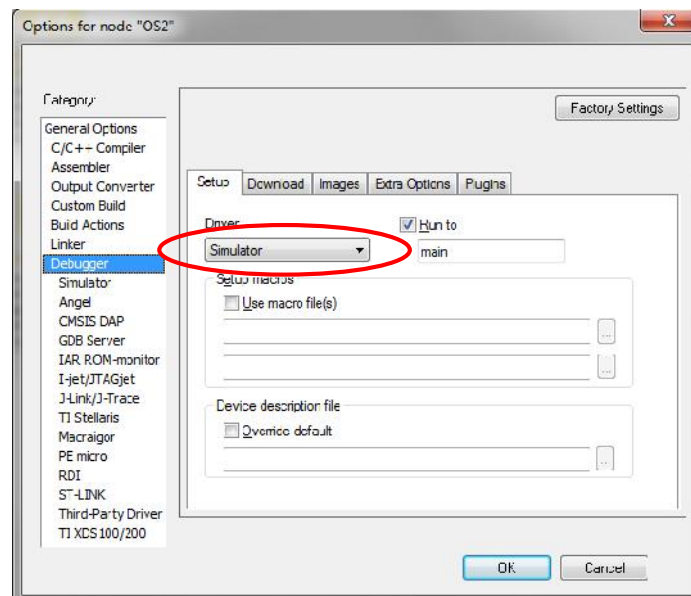 Options for node "OS2"
Category:
Factory Settings
General Options
C/C++ Compiler
Assembler
Output Converter
Custom Build
Build Actions
Linker
Debugger
Simulator
Angel
CMSIS DAP
GDB Server
IAR ROM-monitor
I-jet/JTAGjet
J-Link/J-Trace
TI Stellaris
Macraigor
PE micro
RDI
ST-LINK
Third-Party Driver
TI XDS100/200
Setup Download Images Extra Options Plugins
Driver Run to
Simulator main
Setup macros
Use macro file(s)
...
...
Device description file
Override default
...
OK Cancel